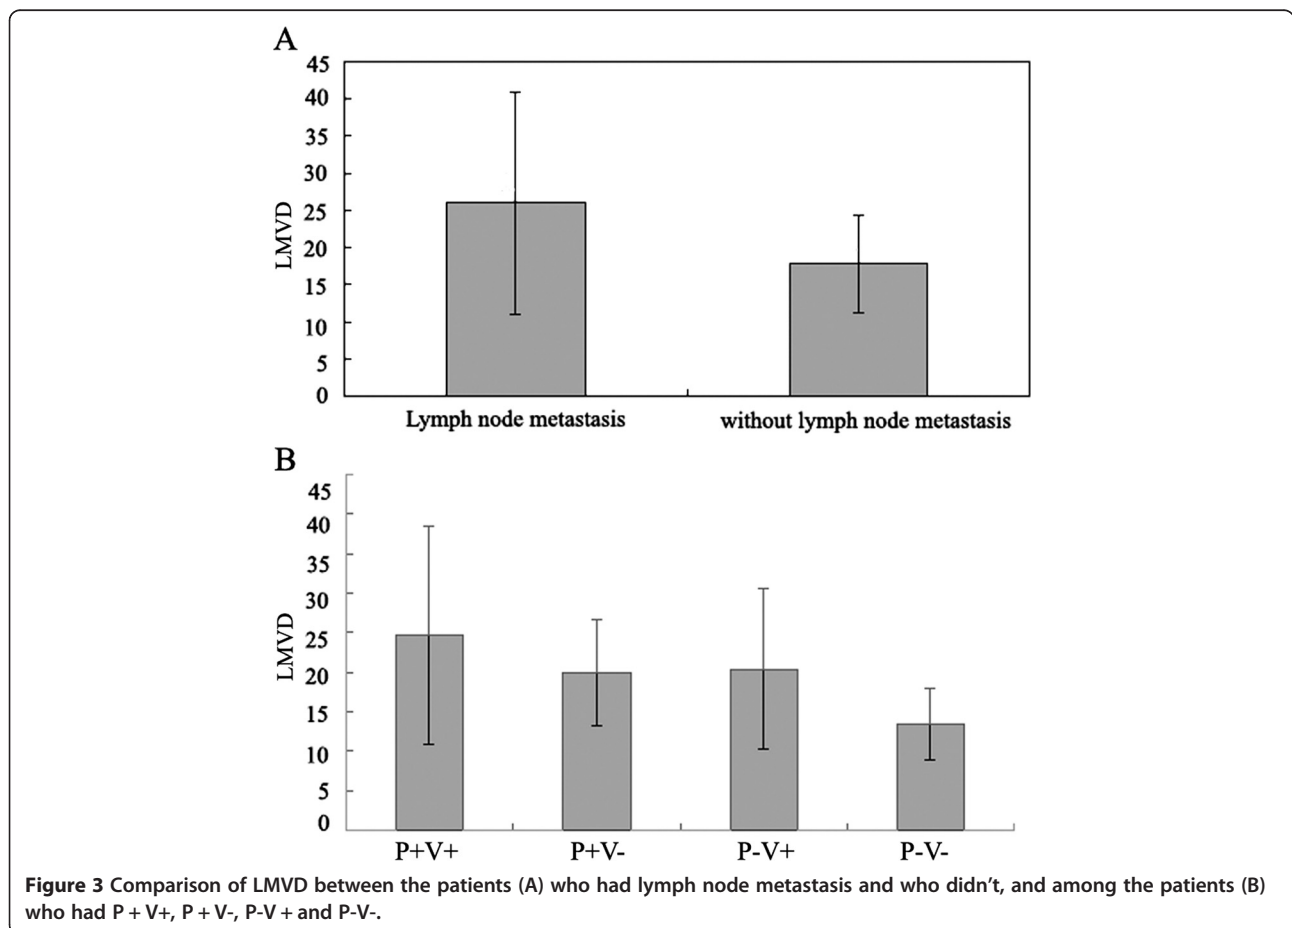 A
45
40
35
30
25
20
15
10
5
0
LMVD
Lymph node metastasis
without lymph node metastasis
B
45
40
35
30
25
20
15
10
5
0
LMVD
P+V+
P+V-
P-V+
P-V-
Figure 3 Comparison of LMVD between the patients (A) who had lymph node metastasis and who didn’t, and among the patients (B)
who had P + V+, P + V-, P-V + and P-V-.